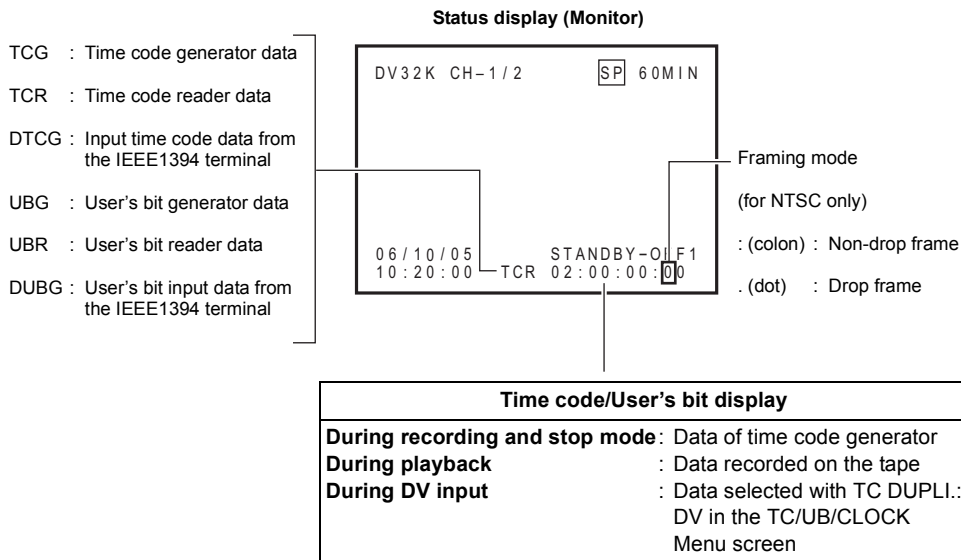 Status display (Monitor)
TCG : Time code generator data
TCR : Time code reader data
DTCG : Input time code data from
the IEEE1394 terminal
UBG : User's bit generator data
UBR : User's bit reader data
DUBG : User's bit input data from
the IEEE1394 terminal
DV32K CH–1/2 SP 60MIN
06/10/05 STANDBY–OLF1
10:20:00 TCR 02:00:00:00
Framing mode
(for NTSC only)
: (colon) : Non-drop frame
. (dot) : Drop frame
Time code/User's bit display
During recording and stop mode : Data of time code generator
During playback : Data recorded on the tape
During DV input : Data selected with TC DUPLI.:
DV in the TC/UB/CLOCK
Menu screen